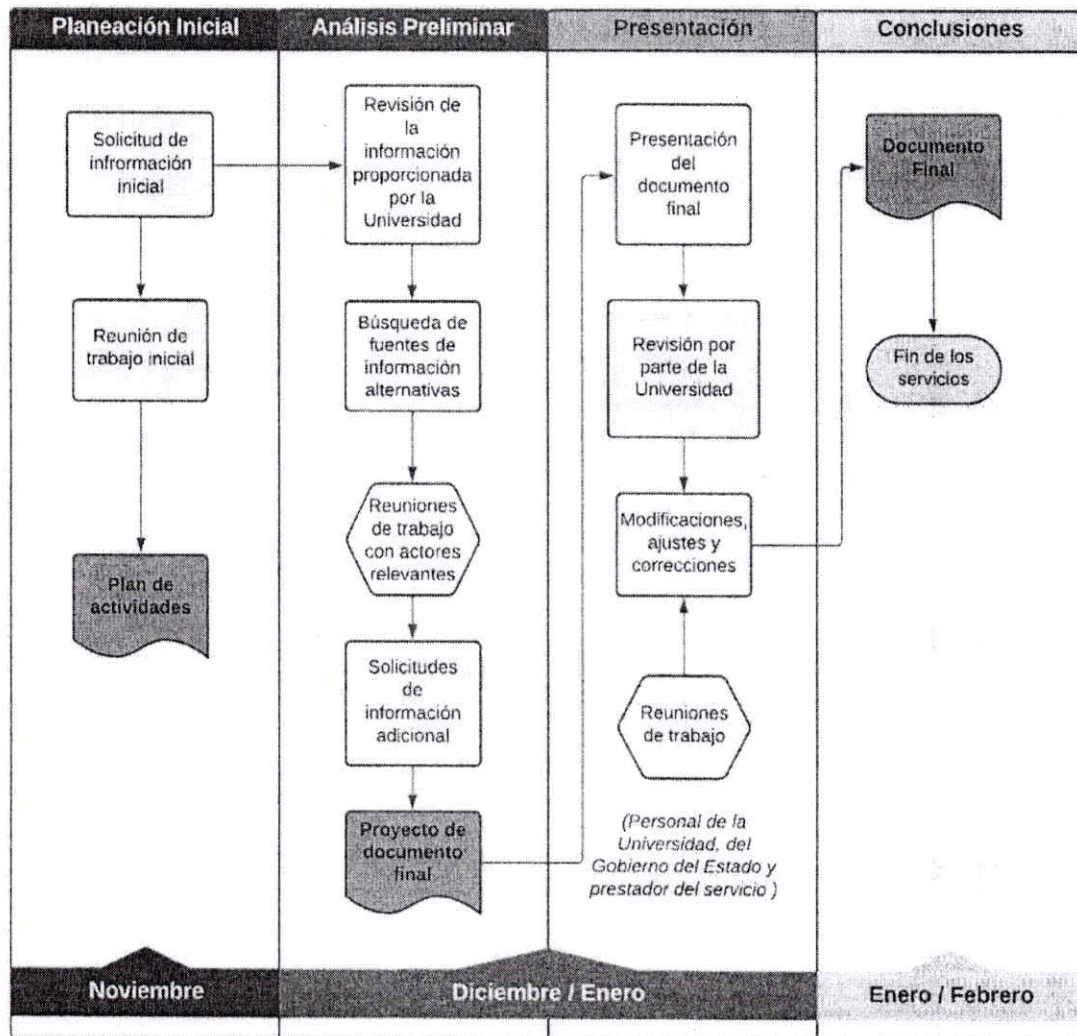 Planeación Inicial
Análisis Preliminar
Presentación
Conclusiones
Solicitud de
infrormación
inicial
Reunión de
trabajo inicial
Plan de
actividades
Revisión de
la
información
proporcionada
por la
Universidad
Búsqueda de
fuentes de
información
alternativas
Reuniones
de trabajo
con actores
relevantes
Solicitudes
de
información
adicional
Proyecto de
documento
final
Presentación
del
documento
final
Revisión por
parte de la
Universidad
Modificaciones,
ajustes y
correcciones
Reuniones
de trabajo
(Personal de la
Universidad, del
Gobierno del Estado y
prestador del servicio )
Documento
Final
Fin de los
servicios
Noviembre
Diciembre / Enero
Enero / Febrero